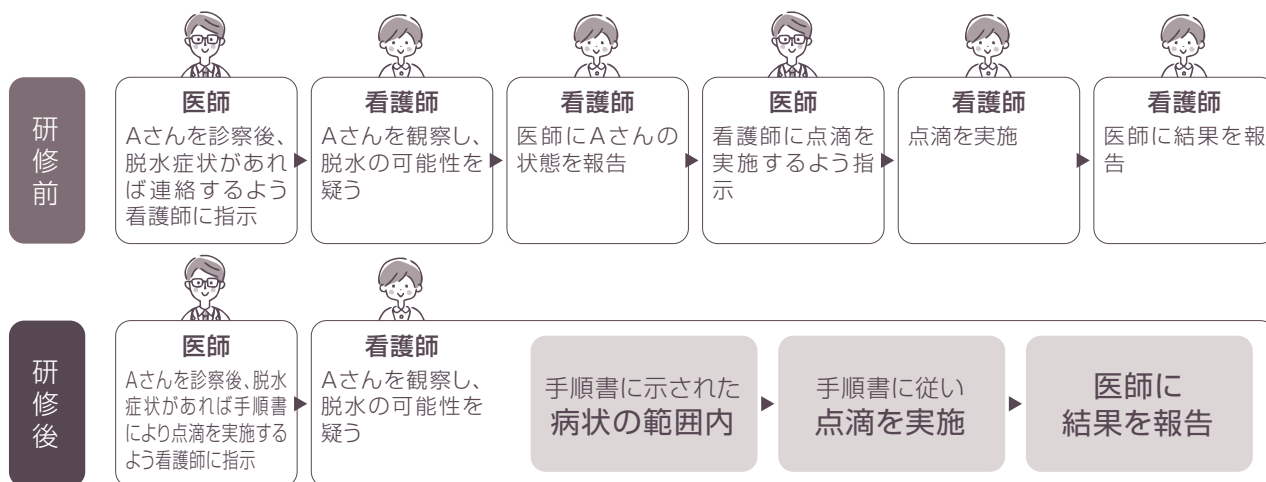 研修前
医師
Aさんを診察後、
脱水症状があれ
ば連絡するよう
看護師に指示
看護師
Aさんを観察し、
脱水の可能性を
疑う
看護師
医師にAさんの
状態を報告
医師
看護師に点滴を
実施するよう指
示
看護師
点滴を実施
看護師
医師に結果を報
告
研修後
医師
Aさんを診察後、脱水
症状があれば手順書
により点滴を実施する
よう看護師に指示
看護師
Aさんを観察し、
脱水の可能性を
疑う
手順書に示された
病状の範囲内
手順書に従い
点滴を実施
医師に
結果を報告